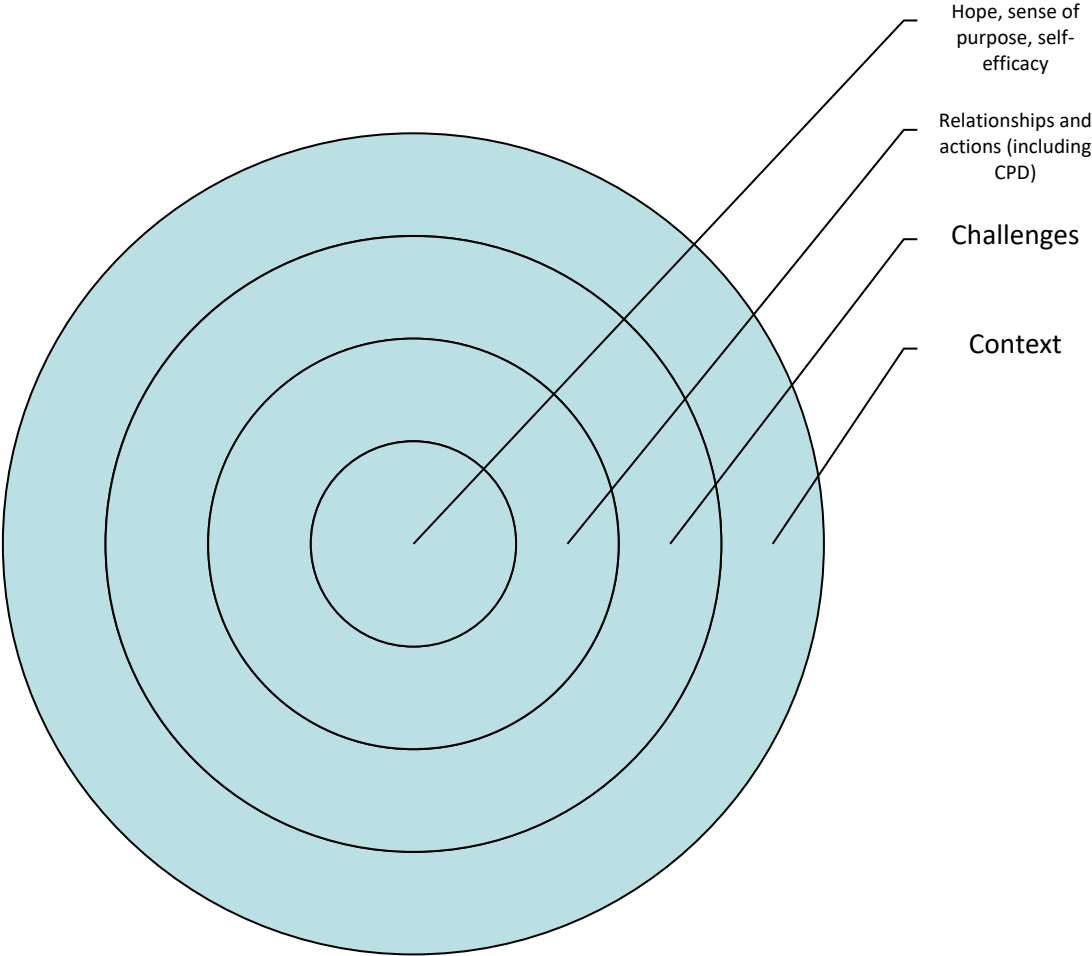 Hope, sense of
purpose, self-
efficacy
Relationships and
actions (including
CPD)
Challenges
Context